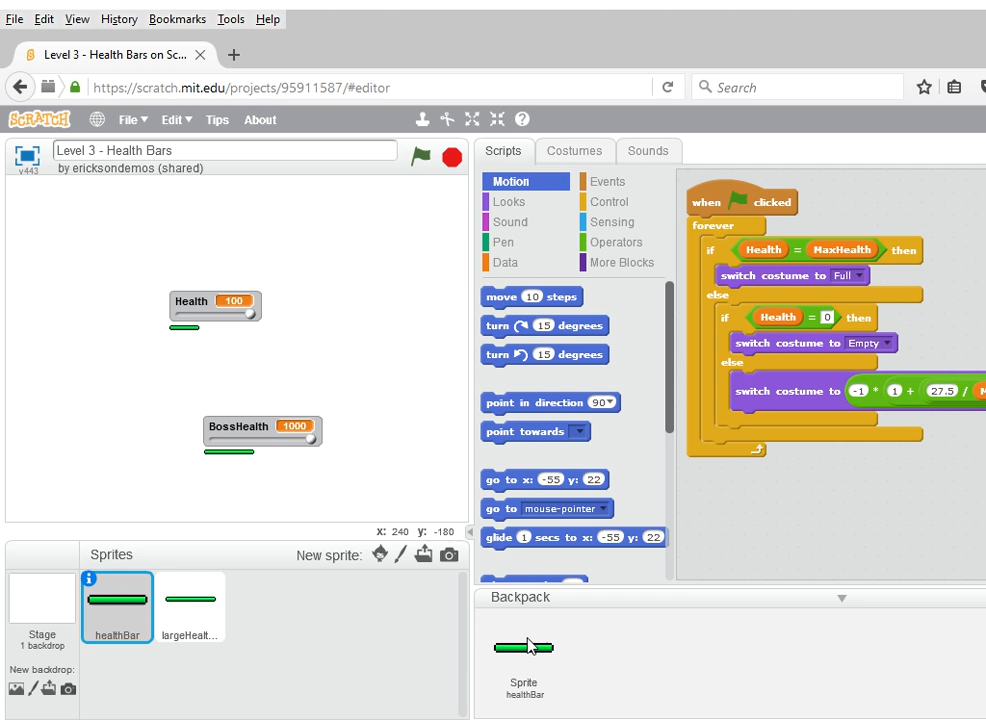 File Edit View History Bookmarks Tools Help
Level 3 - Health Bars on Sc...
https://scratch.mit.edu/projects/95911587/#editor
Search
SCRATCH File Edit Tips About
Level 3 - Health Bars
by ericksondemos (shared)
v443
Scripts Costumes Sounds
Motion Events
Looks Control
Sound Sensing
Pen Operators
Data More Blocks
move 10 steps
turn 15 degrees
turn 15 degrees
point in direction 90
point towards
go to x: -55 y: 22
go to mouse-pointer
glide 1 secs to x: -55 y: 22
when clicked
forever
if Health = MaxHealth then
switch costume to Full
else
if Health = 0 then
switch costume to Empty
else
switch costume to -1 * 1 + 27.5 / M
Health 100
BossHealth 1000
x: 240 y: -180
Sprites New sprite:
Stage
1 backdrop
New backdrop:
healthBar
largeHealt...
Backpack
Sprite
healthBar